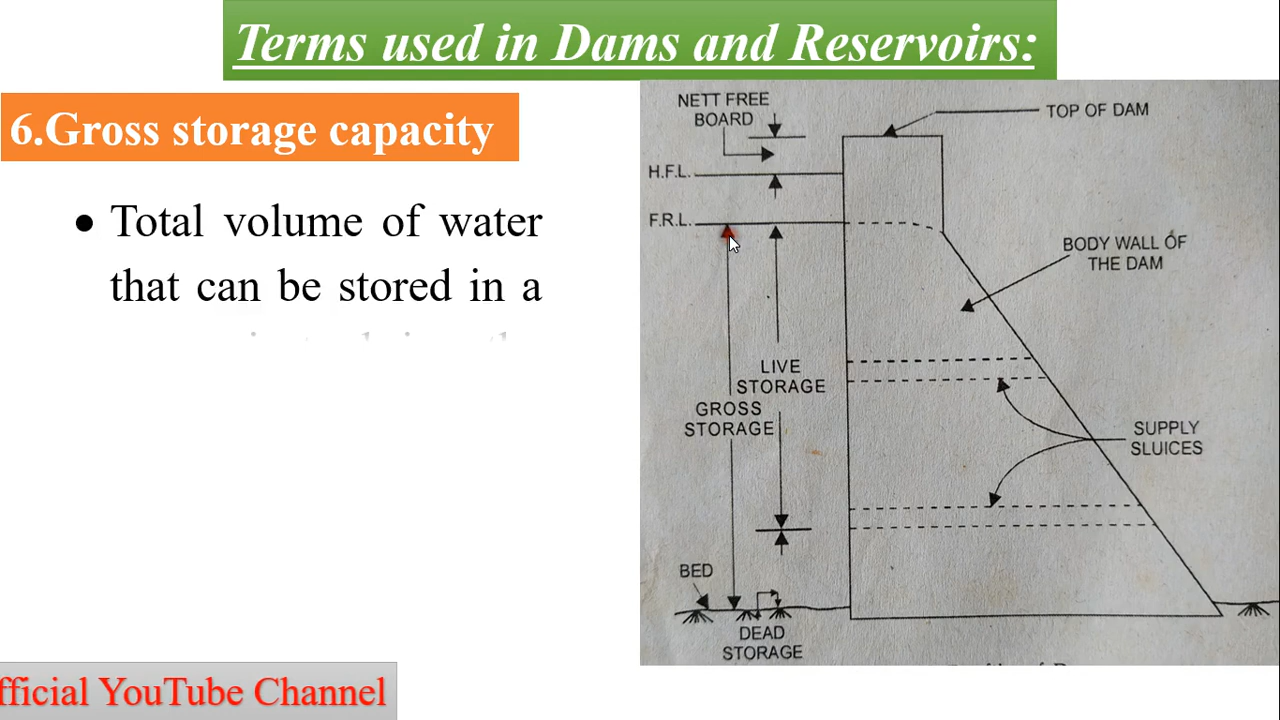 Terms used in Dams and Reservoirs:
6.Gross storage capacity
• Total volume of water
that can be stored in a
NETT FREE
BOARD
TOP OF DAM
H.F.L.
F.R.L.
BODY WALL OF
THE DAM
LIVE
STORAGE
GROSS
STORAGE
SUPPLY
SLUICES
BED
DEAD
STORAGE
fficial YouTube Channel